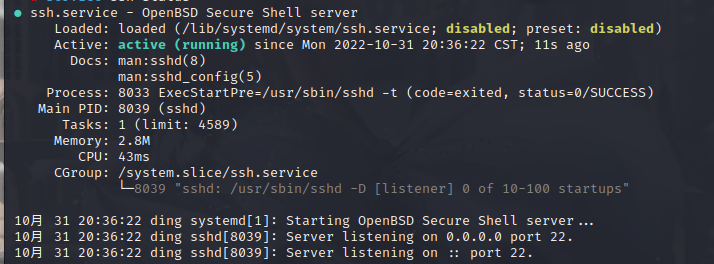 ● ssh.service - OpenBSD Secure Shell server
Loaded: loaded (/lib/systemd/system/ssh.service; disabled; preset: disabled)
Active: active (running) since Mon 2022-10-31 20:36:22 CST; 11s ago
Docs: man:sshd(8)
man:sshd_config(5)
Process: 8033 ExecStartPre=/usr/sbin/sshd -t (code=exited, status=0/SUCCESS)
Main PID: 8039 (sshd)
Tasks: 1 (limit: 4589)
Memory: 2.8M
CPU: 43ms
CGroup: /system.slice/ssh.service
└─8039 "sshd: /usr/sbin/sshd -D [listener] 0 of 10-100 startups"
10月 31 20:36:22 ding systemd[1]: Starting OpenBSD Secure Shell server...
10月 31 20:36:22 ding sshd[8039]: Server listening on 0.0.0.0 port 22.
10月 31 20:36:22 ding sshd[8039]: Server listening on :: port 22.